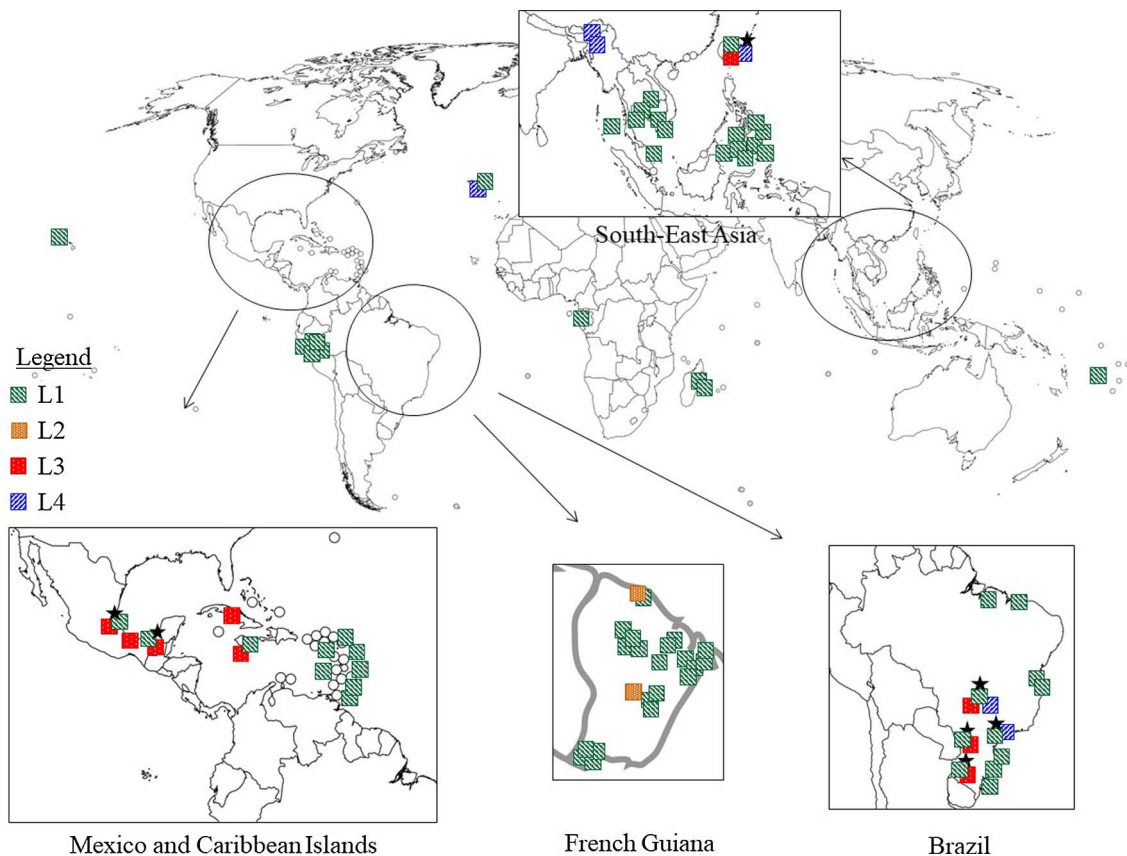 South-East Asia
Legend
L1
L2
L3
L4
Mexico and Caribbean Islands
French Guiana
Brazil